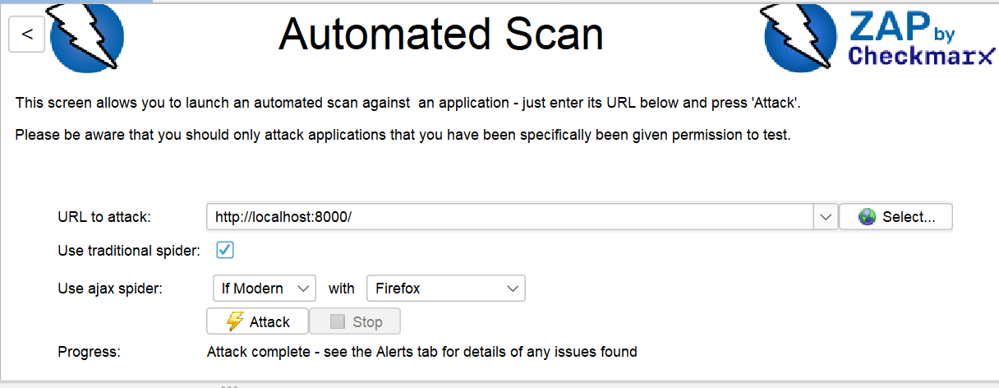 <
Automated Scan
ZAP by
Checkmarx
This screen allows you to launch an automated scan against  an application - just enter its URL below and press 'Attack'.
Please be aware that you should only attack applications that you have been specifically been given permission to test.
URL to attack: http://localhost:8000/ Select...
Use traditional spider:
Use ajax spider: If Modern with Firefox
Attack Stop
Progress: Attack complete - see the Alerts tab for details of any issues found